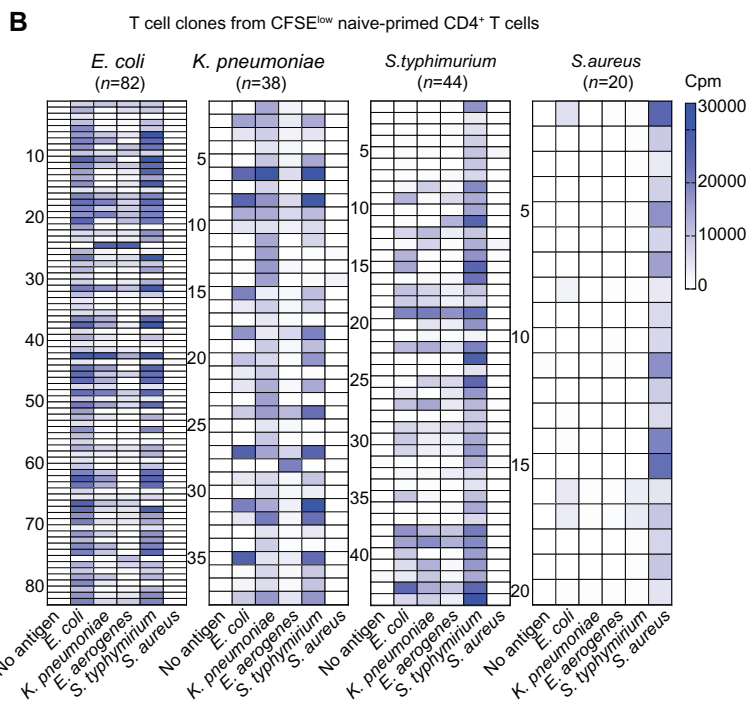 B
T cell clones from CFSElow naive-primed CD4+ T cells
E. coli K. pneumoniae S.typhimurium S.aureus
(n=82) (n=38) (n=44) (n=20)
Cpm
30000
20000
10000
0
10
20
30
40
50
60
70
80
5
10
15
20
25
30
35
5
10
15
20
25
30
35
40
5
10
15
20
No antigen
E. coli
K. pneumoniae
E. aerogenes
S. typhymirium
S. aureus
No antigen
E. coli
K. pneumoniae
E. aerogenes
S. typhymirium
S. aureus
No antigen
E. coli
K. pneumoniae
E. aerogenes
S. typhymirium
S. aureus
No antigen
E. coli
K. pneumoniae
E. aerogenes
S. typhymirium
S. aureus